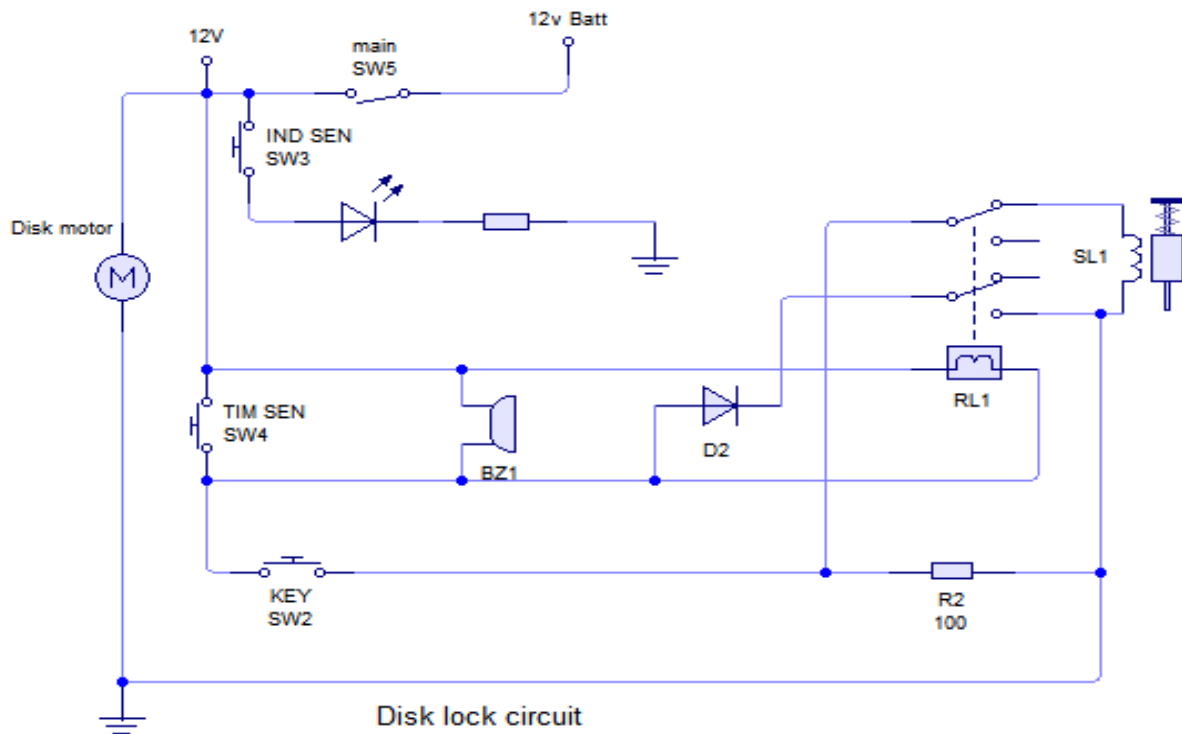 12v Batt
12V
main
SW5
IND SEN
SW3
Disk motor
M
SL1
TIM SEN
SW4
BZ1
D2
RL1
KEY
SW2
R2
100
Disk lock circuit